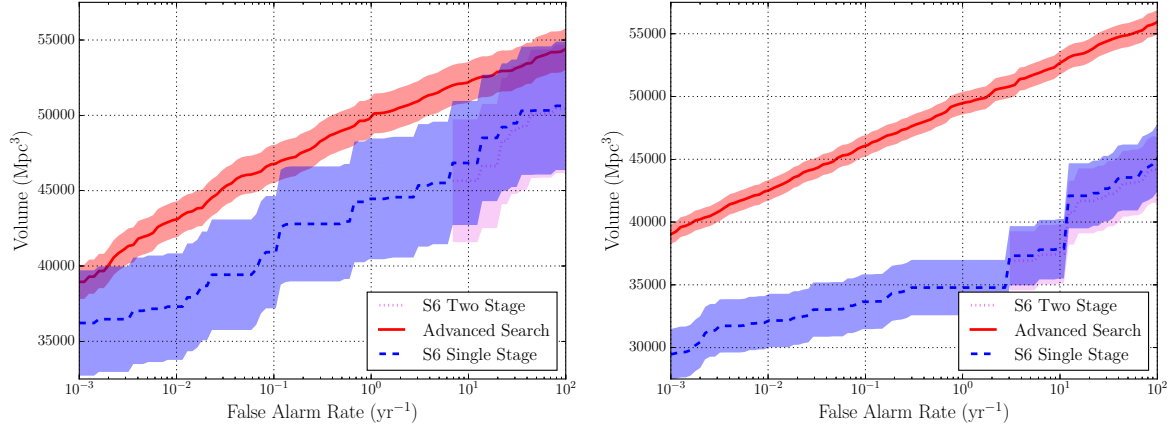 55000
50000
45000
40000
35000
Volume (Mpc³)
10⁻³ 10⁻² 10⁻¹ 10⁰ 10¹ 10²
False Alarm Rate (yr⁻¹)
S6 Two Stage
Advanced Search
S6 Single Stage
55000
50000
45000
40000
35000
30000
Volume (Mpc³)
10⁻³ 10⁻² 10⁻¹ 10⁰ 10¹ 10²
False Alarm Rate (yr⁻¹)
S6 Two Stage
Advanced Search
S6 Single Stage